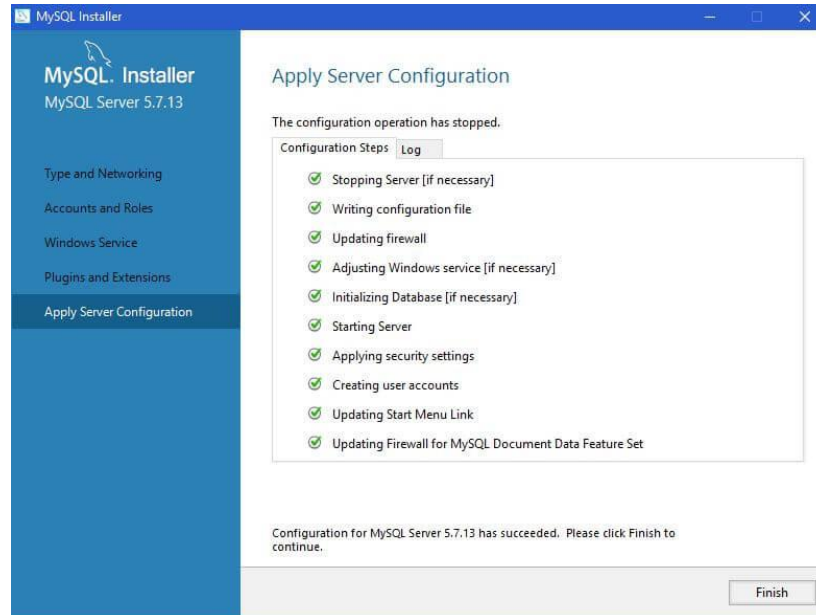 MySQL Installer
MySQL. Installer
MySQL Server 5.7.13
Type and Networking
Accounts and Roles
Windows Service
Plugins and Extensions
Apply Server Configuration
Apply Server Configuration
The configuration operation has stopped.
Configuration Steps Log
Stopping Server [if necessary]
Writing configuration file
Updating firewall
Adjusting Windows service [if necessary]
Initializing Database [if necessary]
Starting Server
Applying security settings
Creating user accounts
Updating Start Menu Link
Updating Firewall for MySQL Document Data Feature Set
Configuration for MySQL Server 5.7.13 has succeeded. Please click Finish to
continue.
Finish